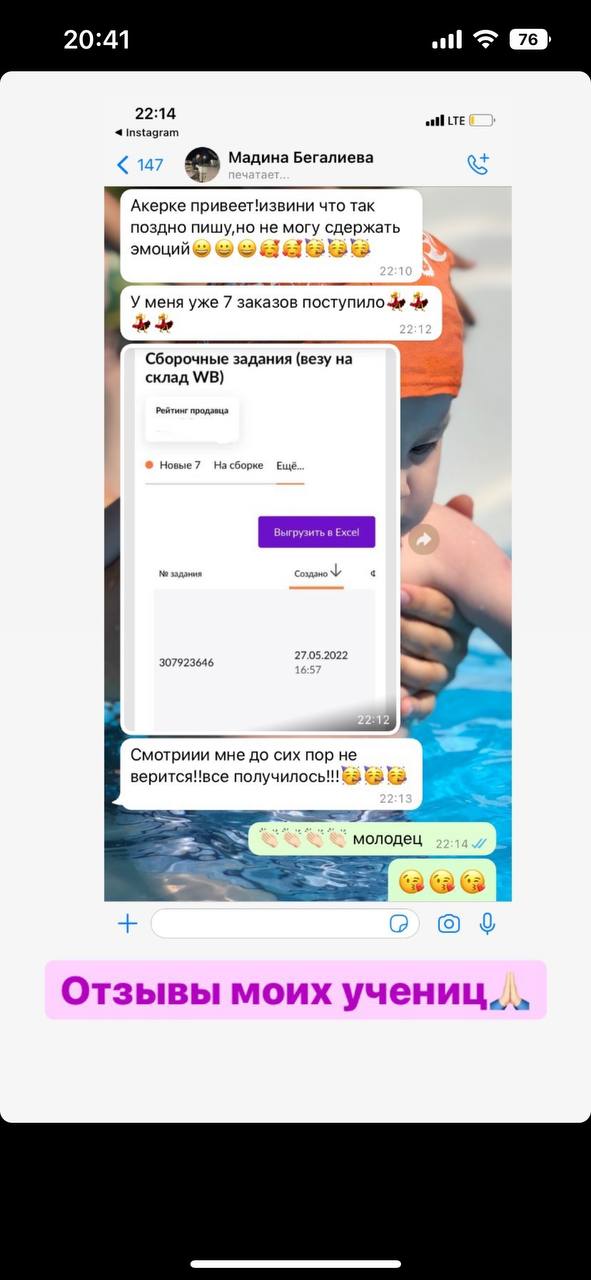 20:41
76
22:14
LTE
◀ Instagram
147
Мадина Бегалиева
печатает...
Акерке привеет!извини что так
поздно пишу,но не могу сдержать
эмоций😀😀😀🥰🥰🥳🥳🥳
22:10
У меня уже 7 заказов поступило💃💃
💃💃
22:12
Сборочные задания (везу на
склад WB)
Рейтинг продавца
Новые 7 На сборке Ещё...
Выгрузить в Excel
№ задания Создано ↓
307923646 27.05.2022
16:57
22:12
Смотриии мне до сих пор не
верится!!все получилось!!!🥳🥳🥳
22:13
👏🏻👏🏻👏🏻👏🏻 молодец 22:14
😘😘😘
Отзывы моих учениц🙏🏻